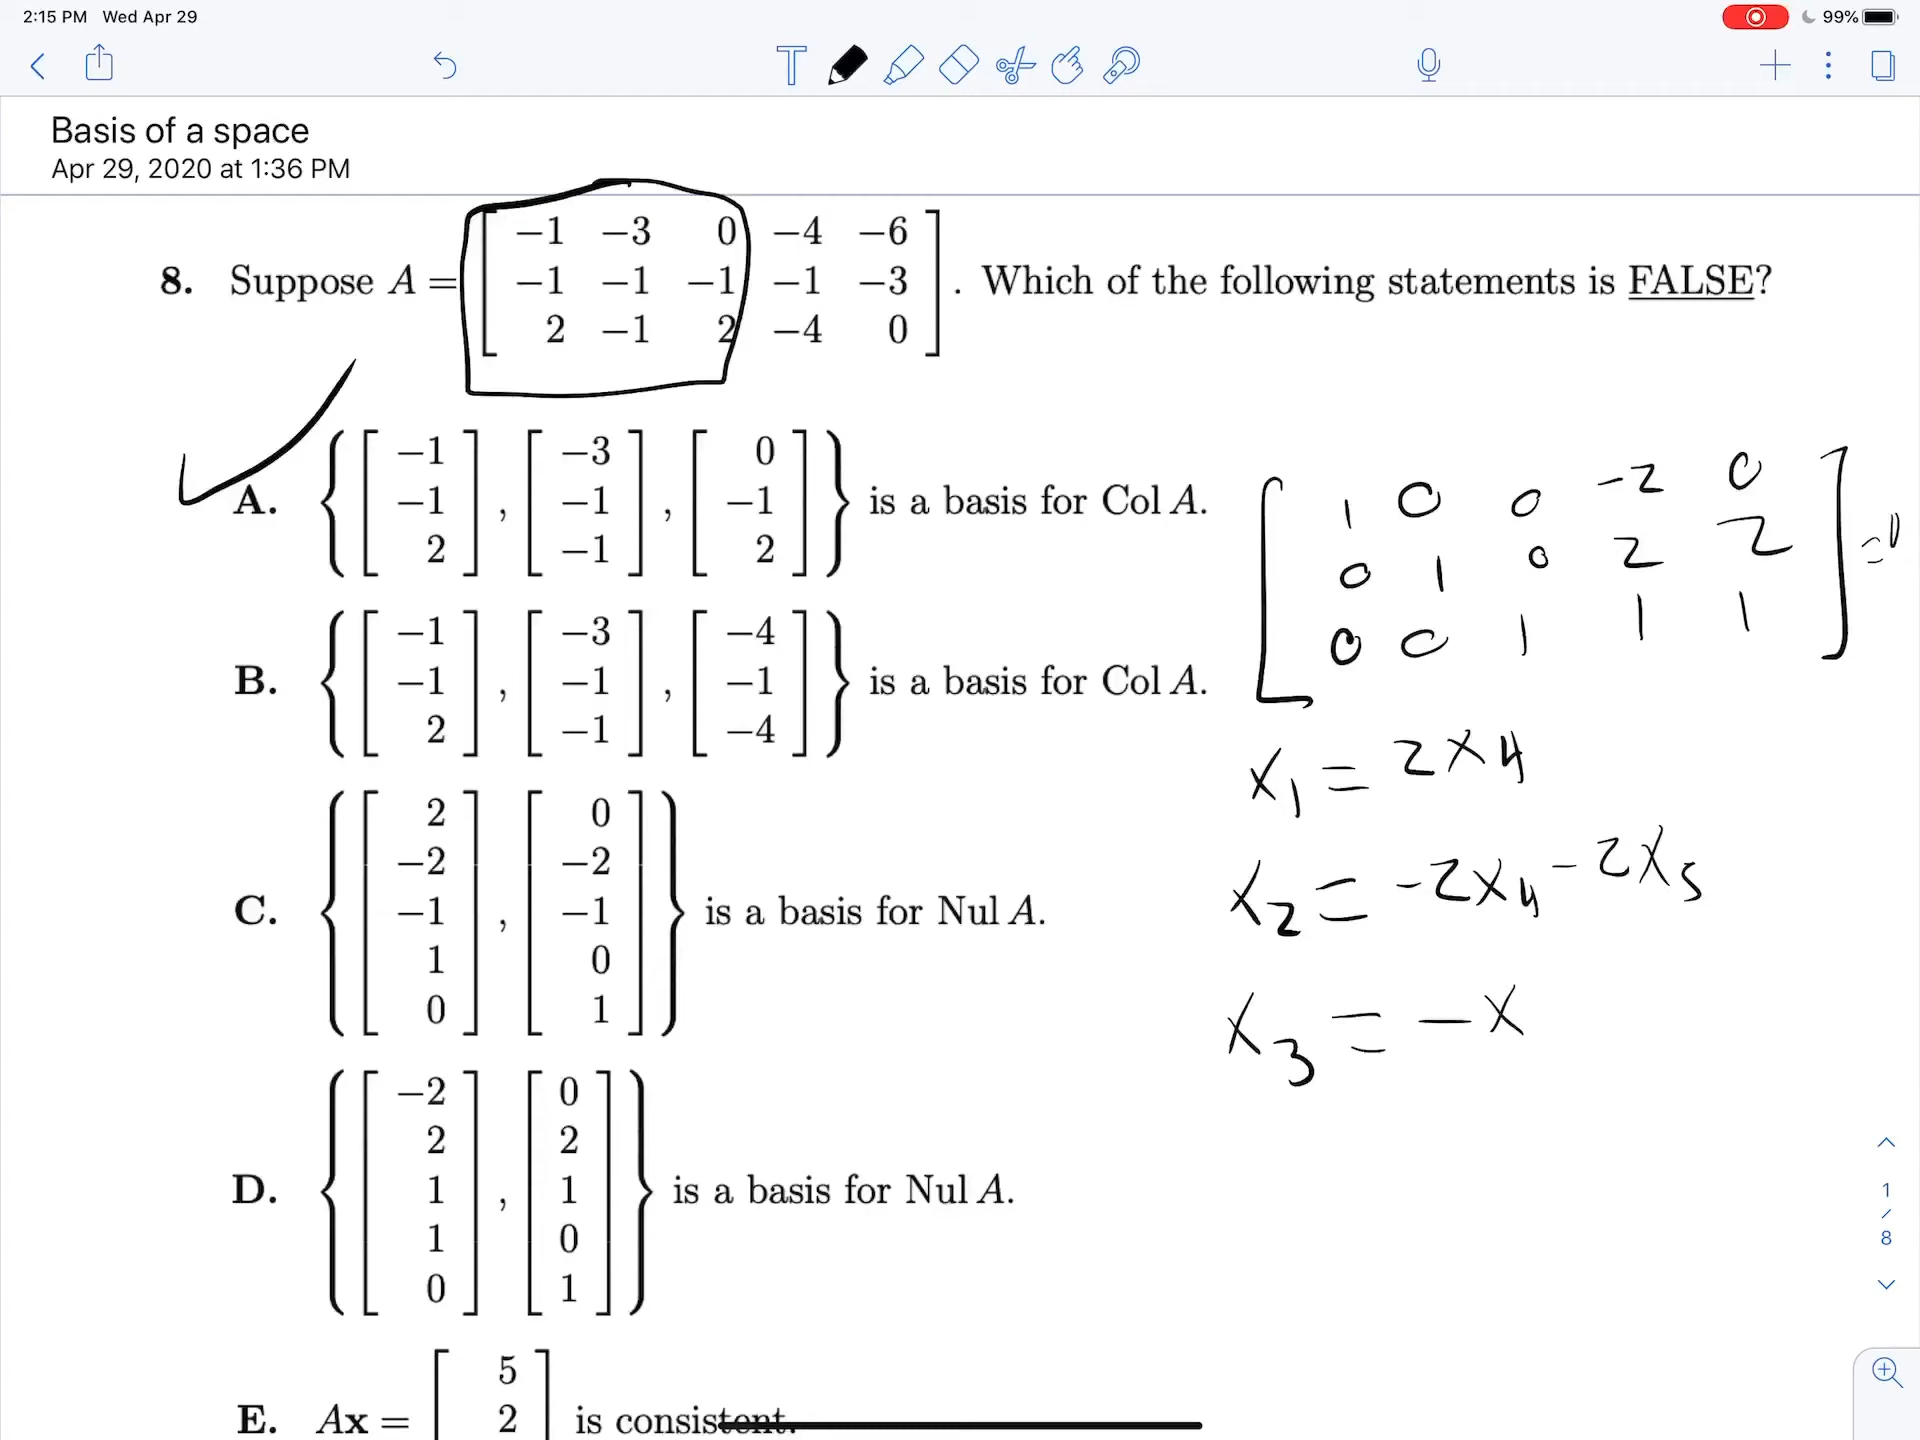 2:15 PM Wed Apr 29
99%
Basis of a space
Apr 29, 2020 at 1:36 PM
8. Suppose A = [ −1 −3 0 −4 −6
−1 −1 −1 −1 −3
2 −1 2 −4 0 ]. Which of the following statements is FALSE?
A. { [ −1 −1 2 ], [ −3 −1 −1 ], [ 0 −1 2 ] } is a basis for Col A.
B. { [ −1 −1 2 ], [ −3 −1 −1 ], [ −4 −1 −4 ] } is a basis for Col A.
C. { [ 2 −2 −1 1 0 ], [ 0 −2 −1 0 1 ] } is a basis for Nul A.
D. { [ −2 2 1 1 0 ], [ 0 2 1 0 1 ] } is a basis for Nul A.
E. Ax = [ 5 2 ] is consistent.
[ 1 0 0 -2 0
0 1 0 2 2
0 0 1 1 1 ] = 0
x1 = 2x4
x2 = -2x4 - 2x5
x3 = -x
1
/
8